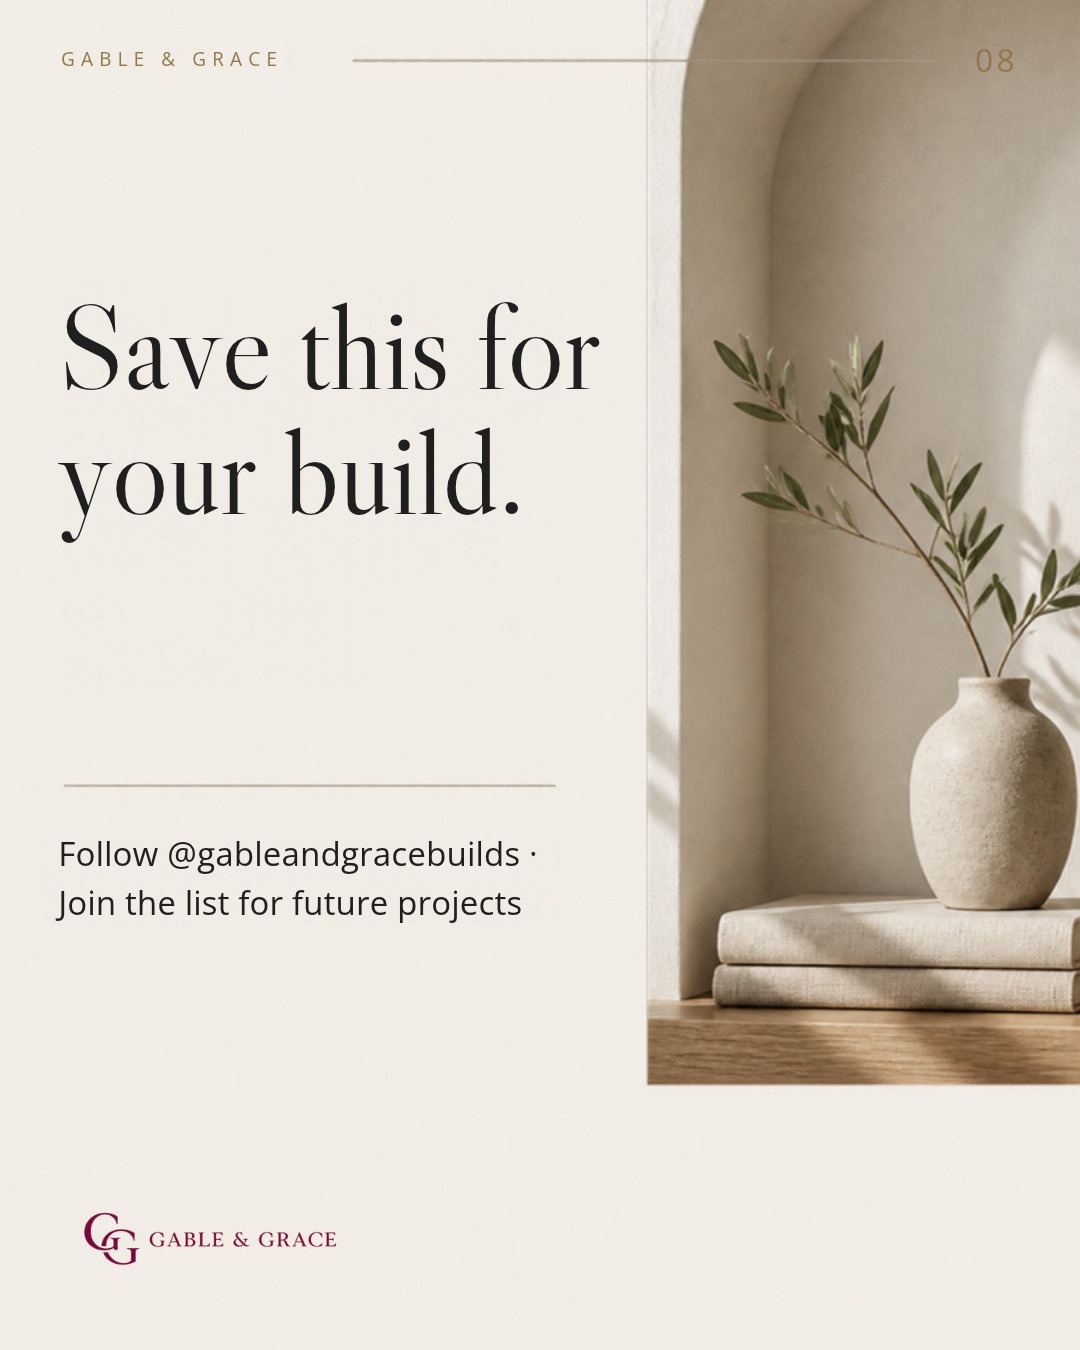 GABLE & GRACE
08
Save this for
your build.
Follow @gableandgracebuilds ·
Join the list for future projects
GG GABLE & GRACE